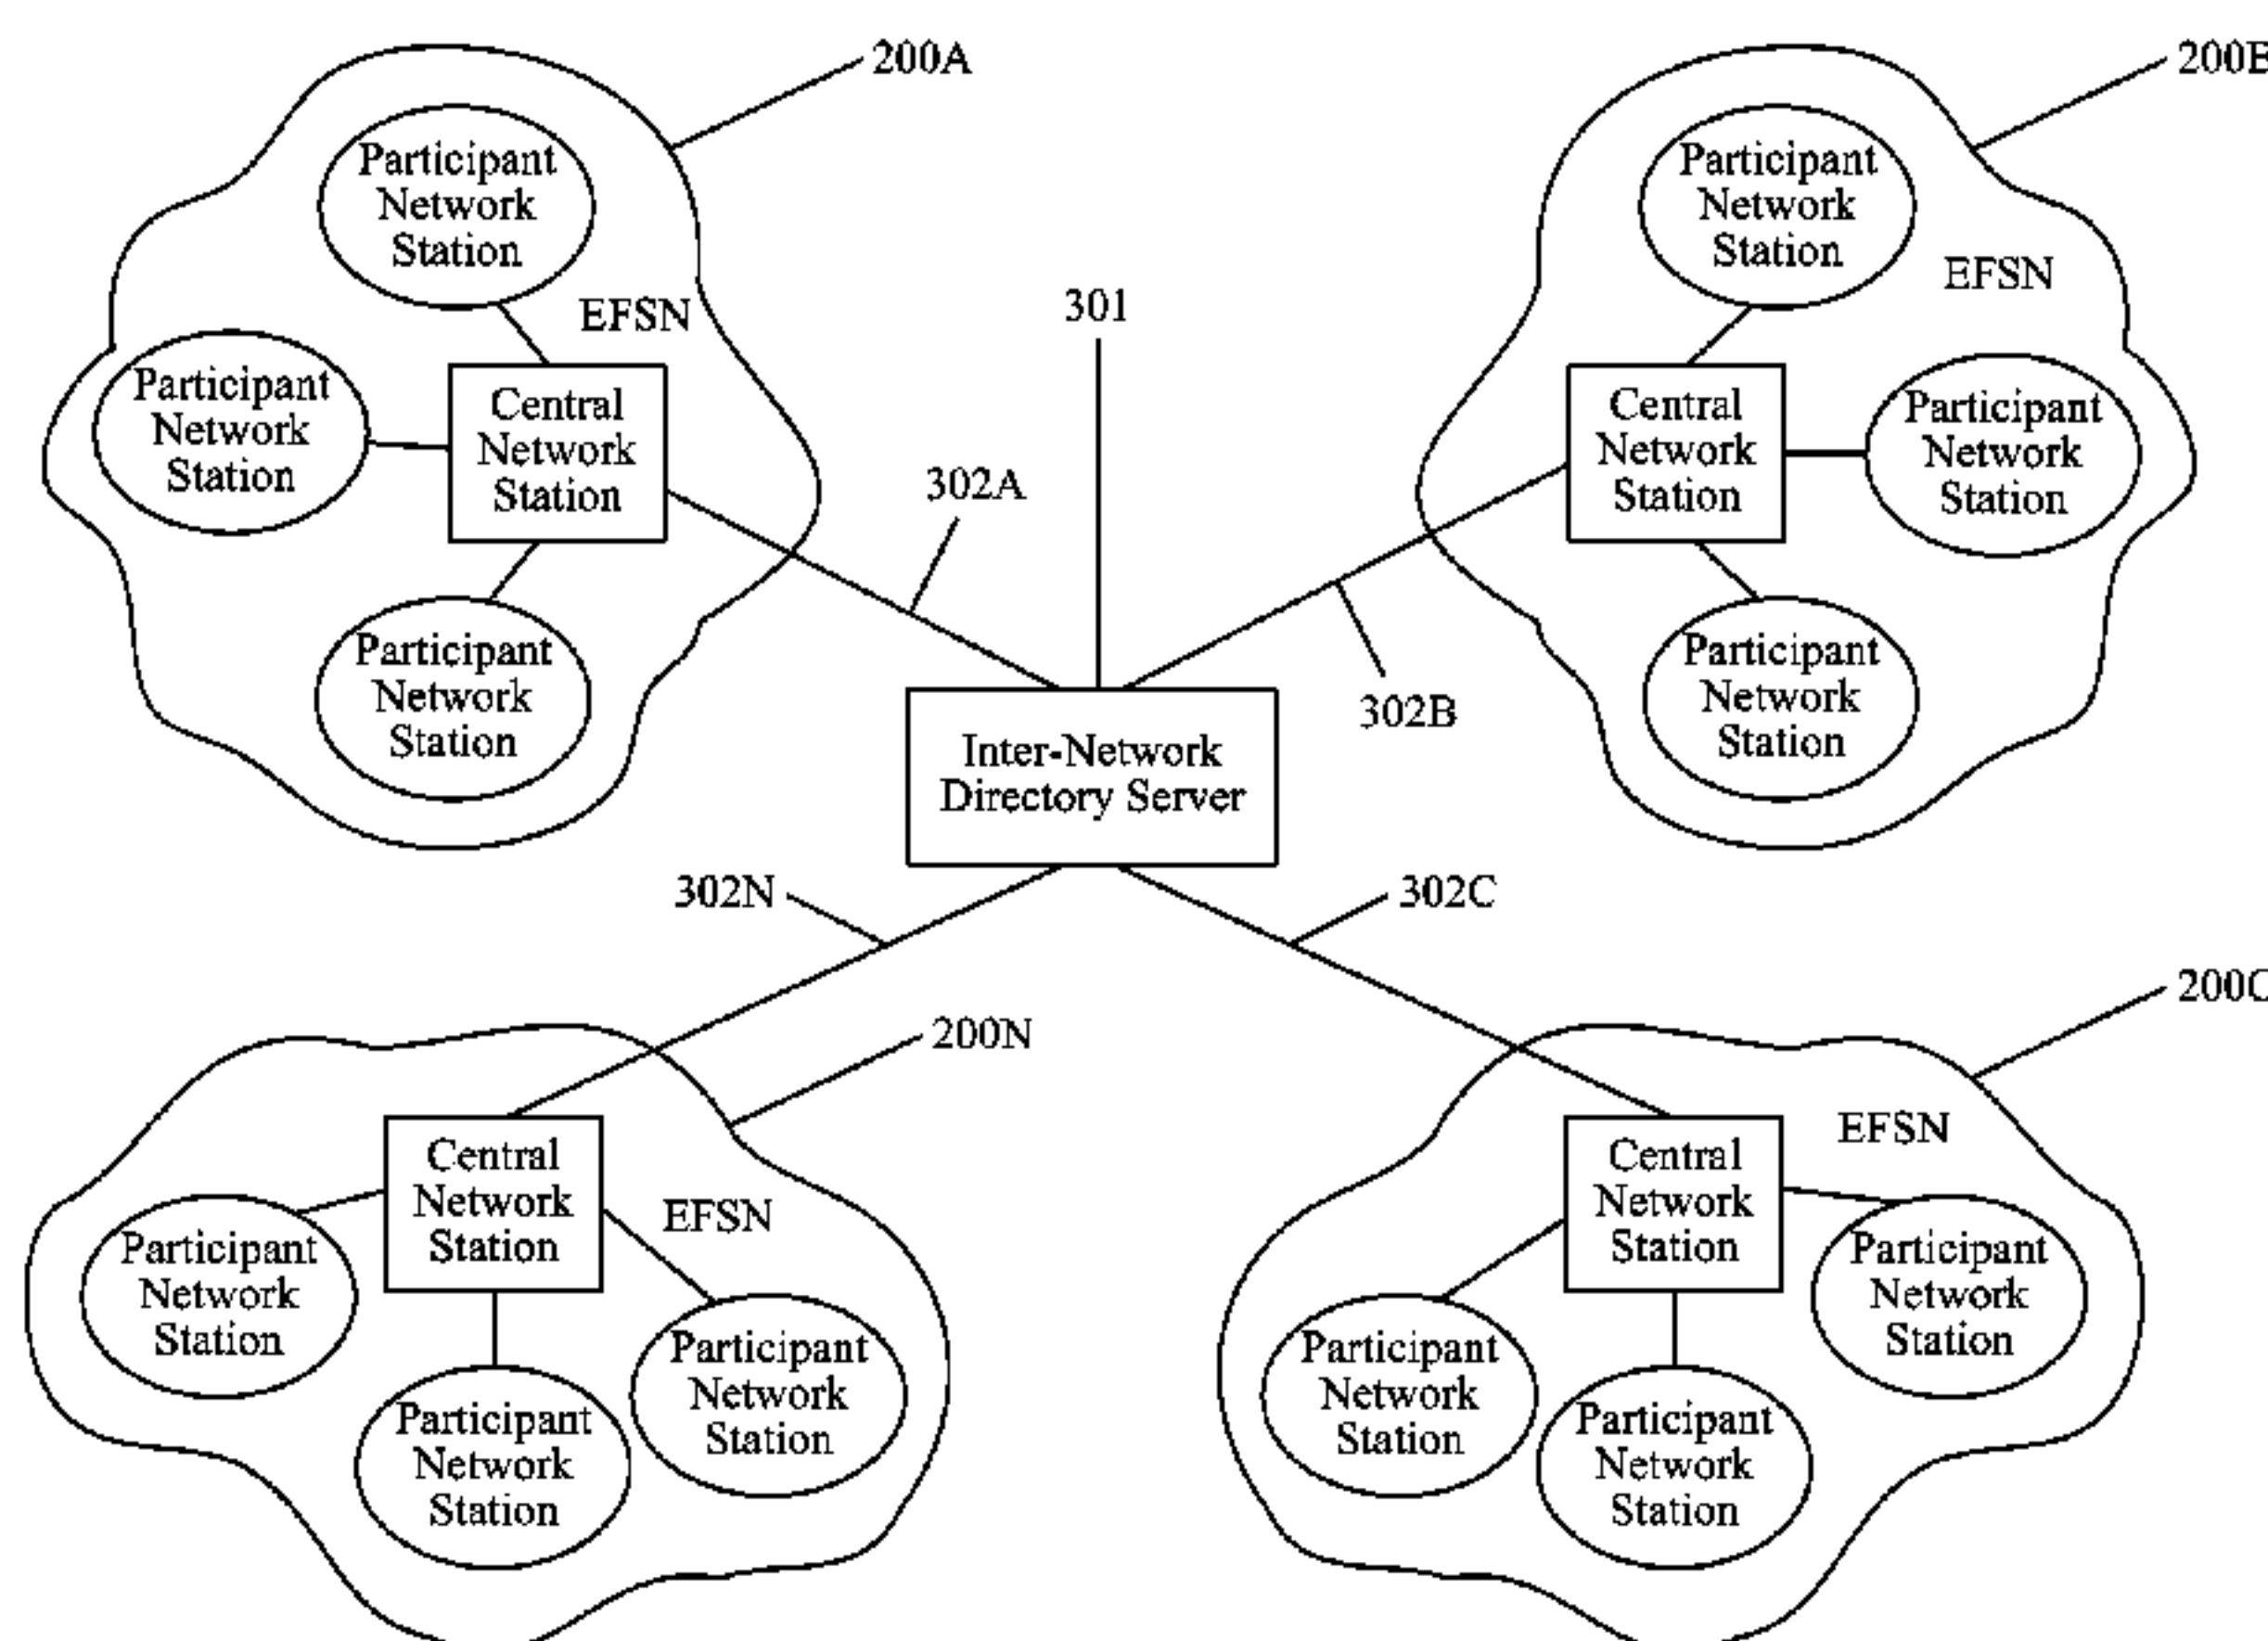 200A
Participant
Network
Station
EFSN
Participant
Network
Station
Central
Network
Station
Participant
Network
Station
302A
301
200B
Participant
Network
Station
EFSN
Central
Network
Station
Participant
Network
Station
Participant
Network
Station
302B
Inter-Network
Directory Server
302N
302C
200N
Central
Network
Station
EFSN
Participant
Network
Station
Participant
Network
Station
Participant
Network
Station
200C
EFSN
Central
Network
Station
Participant
Network
Station
Participant
Network
Station
Participant
Network
Station